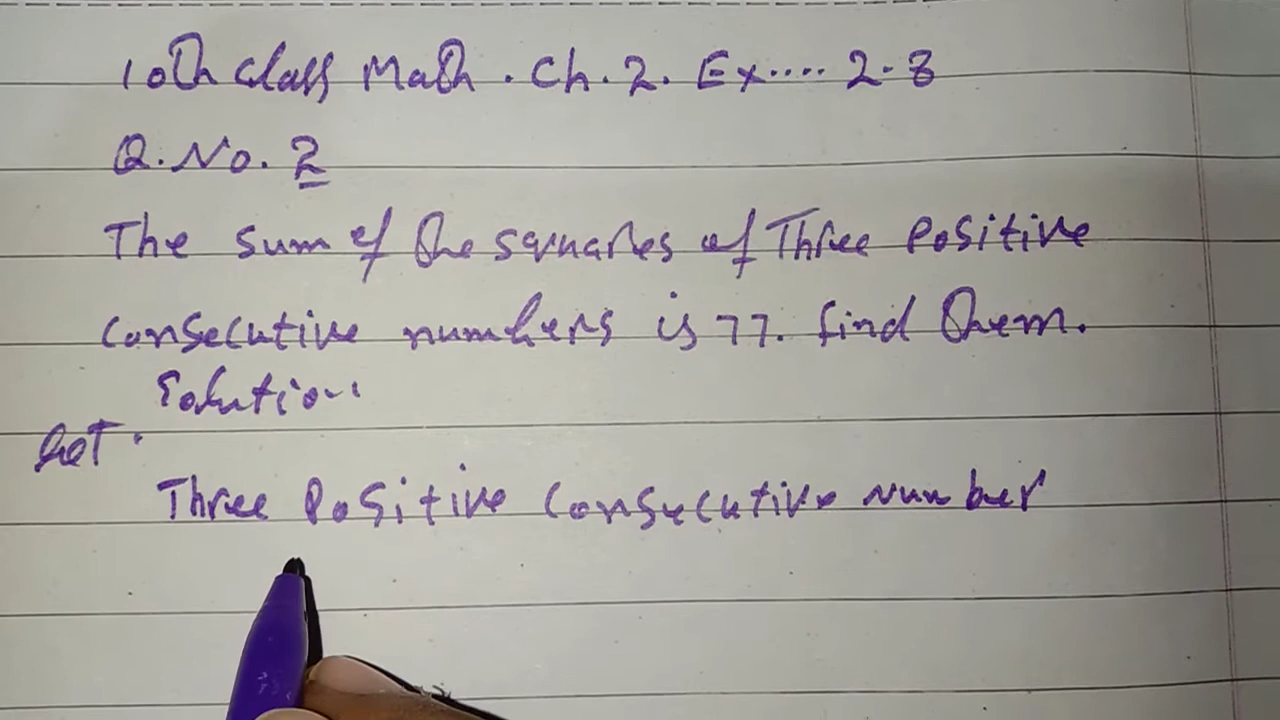 10th Class Math. Ch. 2. Ex.... 2.8
Q. No. 2
The sum of the squares of Three Positive
consecutive numbers is 77. find them.
Solution:
Let.
Three Positive Consecutive Number